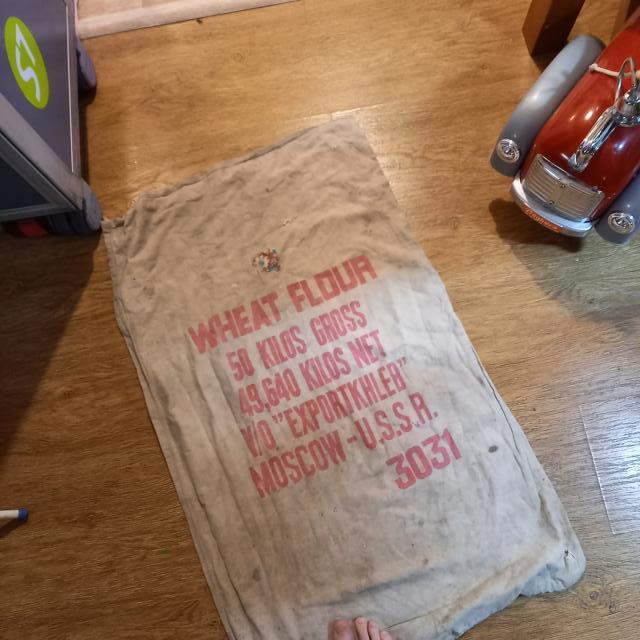 WHEAT FLOUR
50 KILOS GROSS
49,640 KILOS NET
V/O."EXPORTKHLEB"
MOSCOW-U.S.S.R.
3031